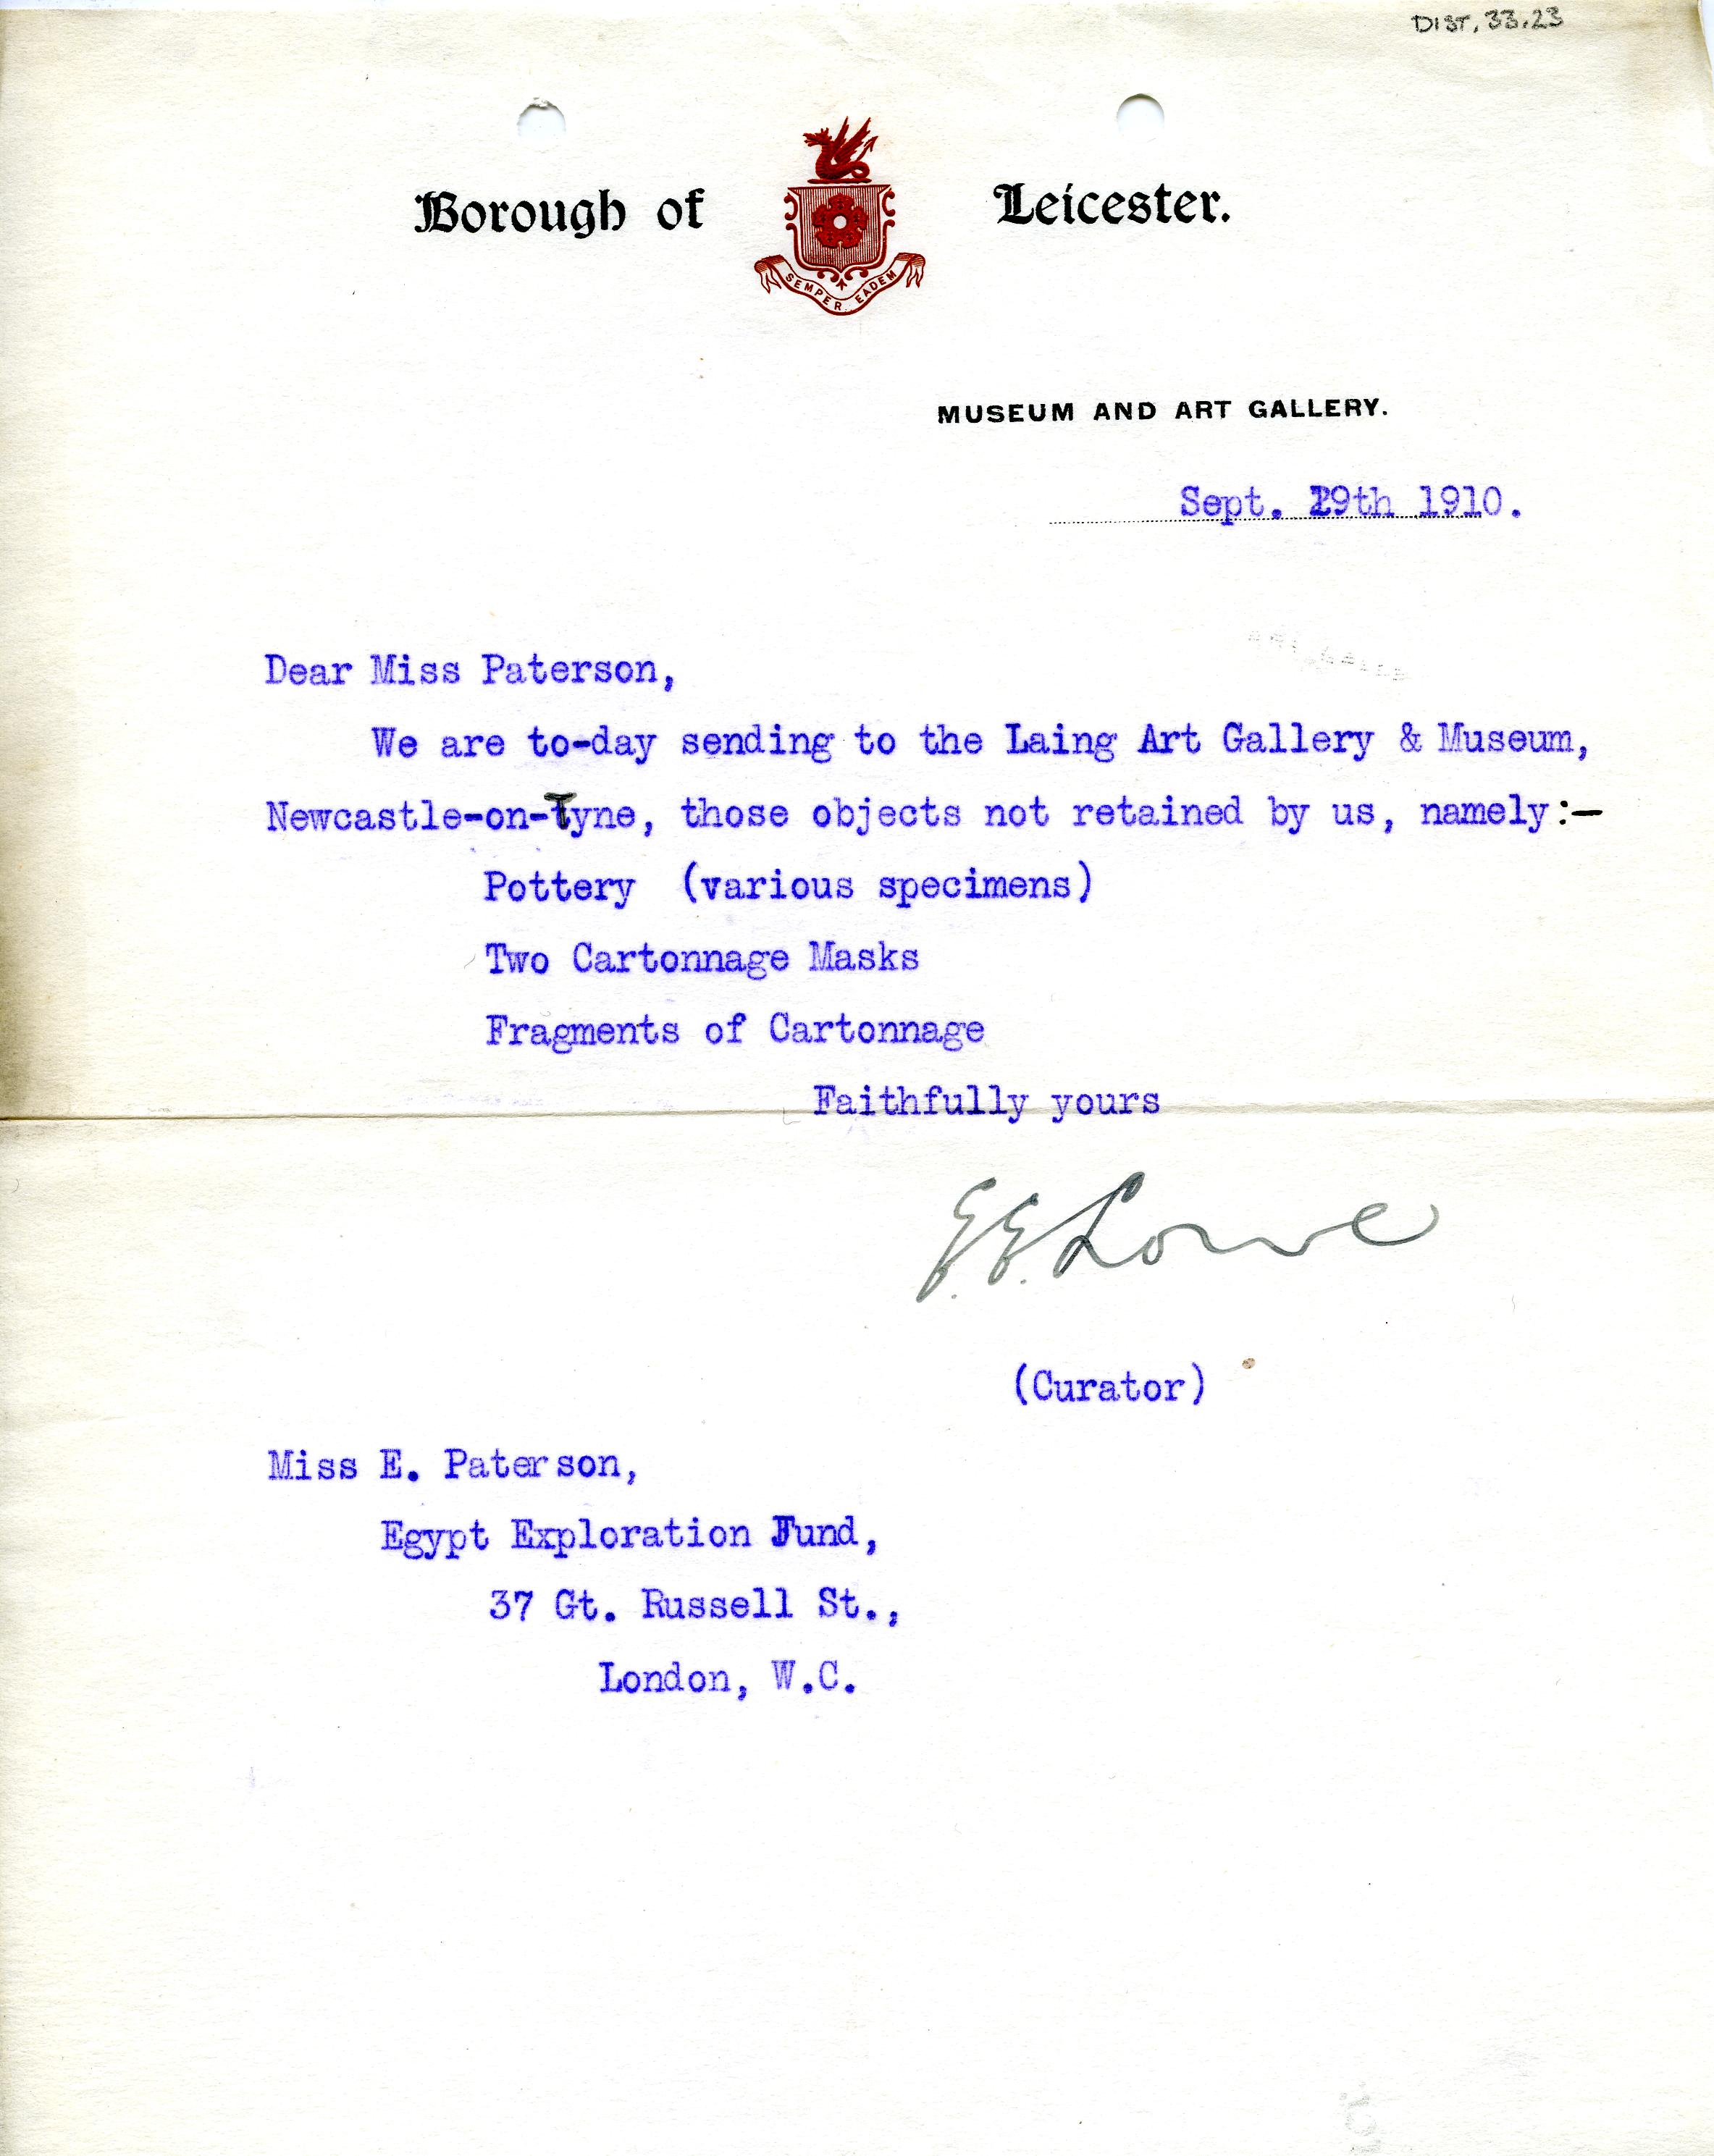 DIST. 33.23
Borough of Leicester.
SEMPER EADEM
MUSEUM AND ART GALLERY.
Sept. 29th 1910.
Dear Miss Paterson,
We are to-day sending to the Laing Art Gallery & Museum,
Newcastle-on-Tyne, those objects not retained by us, namely:-
Pottery (various specimens)
Two Cartonnage Masks
Fragments of Cartonnage
Faithfully yours
E.E. Lowe
(Curator)
Miss E. Paterson,
Egypt Exploration Fund,
37 Gt. Russell St.,
London, W.C.